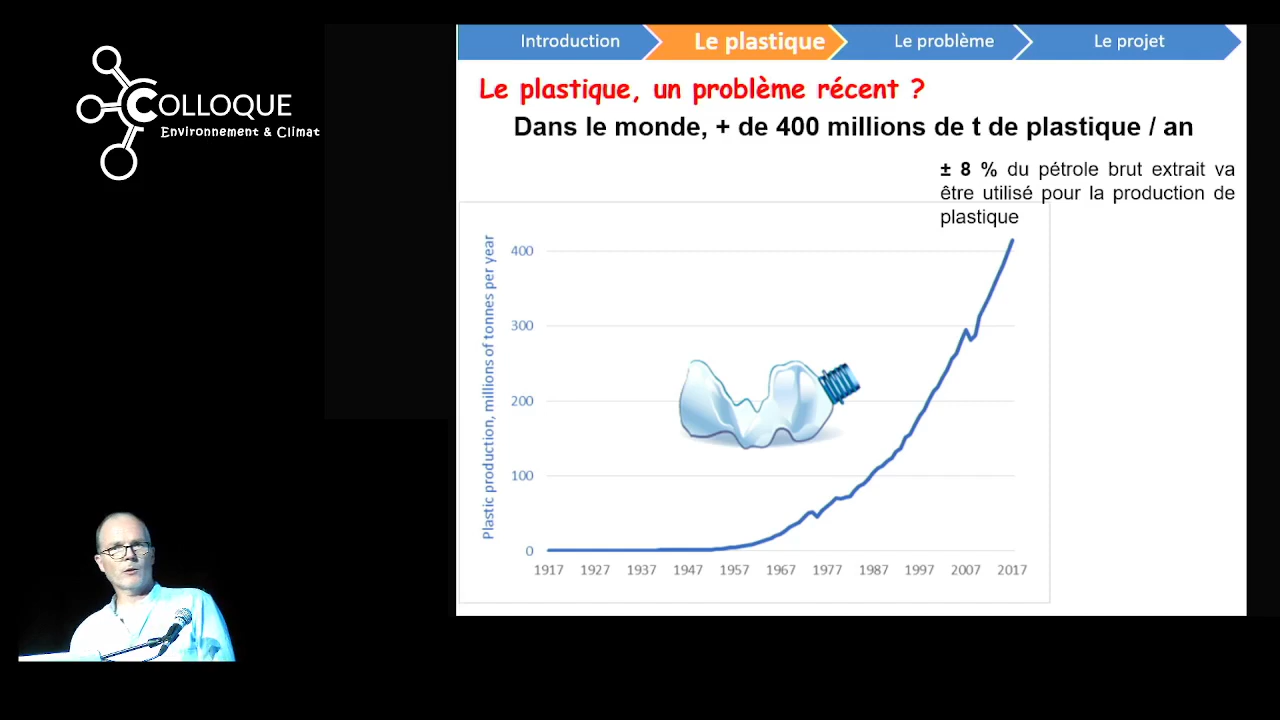 COLLOQUE
Environnement & Climat
Introduction
Le plastique
Le problème
Le projet
Le plastique, un problème récent ?
Dans le monde, + de 400 millions de t de plastique / an
± 8 % du pétrole brut extrait va
être utilisé pour la production de
plastique
Plastic production, millions of tonnes per year
400
300
200
100
0
1917 1927 1937 1947 1957 1967 1977 1987 1997 2007 2017